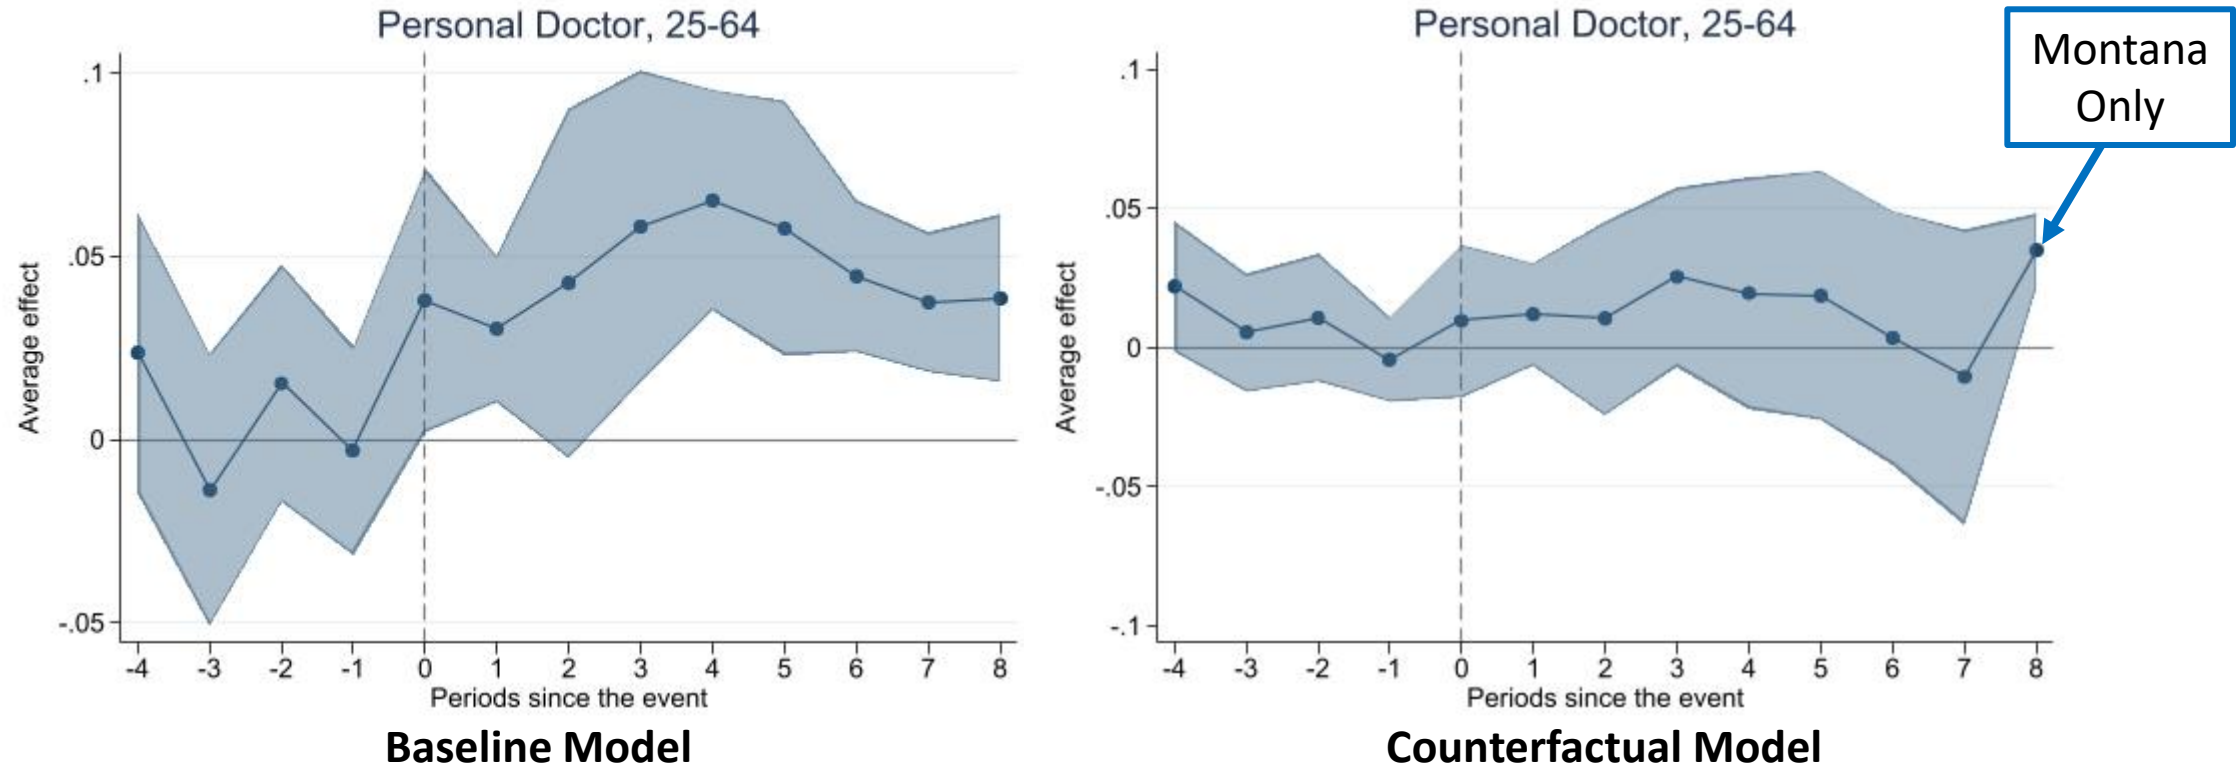 Personal Doctor, 25-64
.1
.05
0
-.05
Average effect
-4 -3 -2 -1 0 1 2 3 4 5 6 7 8
Periods since the event
Baseline Model
Personal Doctor, 25-64
.1
.05
0
-.05
-.1
Average effect
-4 -3 -2 -1 0 1 2 3 4 5 6 7 8
Periods since the event
Counterfactual Model
Montana
Only